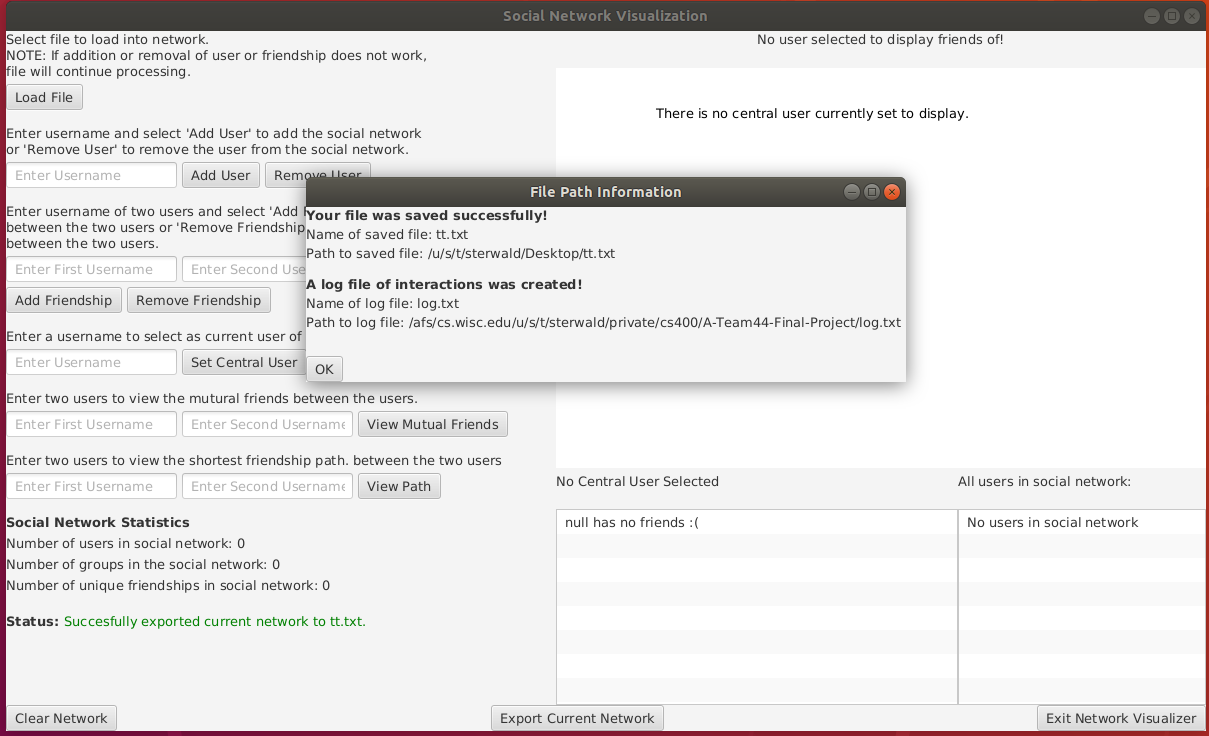 Social Network Visualization
Select file to load into network.
NOTE: If addition or removal of user or friendship does not work,
file will continue processing.
Load File
Enter username and select 'Add User' to add the social network
or 'Remove User' to remove the user from the social network.
Enter Username
Add User
Remove User
Enter username of two users and select 'Add
between the two users or 'Remove Friendship
between the two users.
Enter First Username
Enter Second Use
Add Friendship
Remove Friendship
Enter a username to select as current user of
Enter Username
Set Central User
Enter two users to view the mutural friends between the users.
Enter First Username
Enter Second Username
View Mutual Friends
Enter two users to view the shortest friendship path. between the two users
Enter First Username
Enter Second Username
View Path
Social Network Statistics
Number of users in social network: 0
Number of groups in the social network: 0
Number of unique friendships in social network: 0
Status: Succesfully exported current network to tt.txt.
Clear Network
Export Current Network
Exit Network Visualizer
No user selected to display friends of!
There is no central user currently set to display.
File Path Information
Your file was saved successfully!
Name of saved file: tt.txt
Path to saved file: /u/s/t/sterwald/Desktop/tt.txt
A log file of interactions was created!
Name of log file: log.txt
Path to log file: /afs/cs.wisc.edu/u/s/t/sterwald/private/cs400/A-Team44-Final-Project/log.txt
OK
No Central User Selected
null has no friends :(
All users in social network:
No users in social network